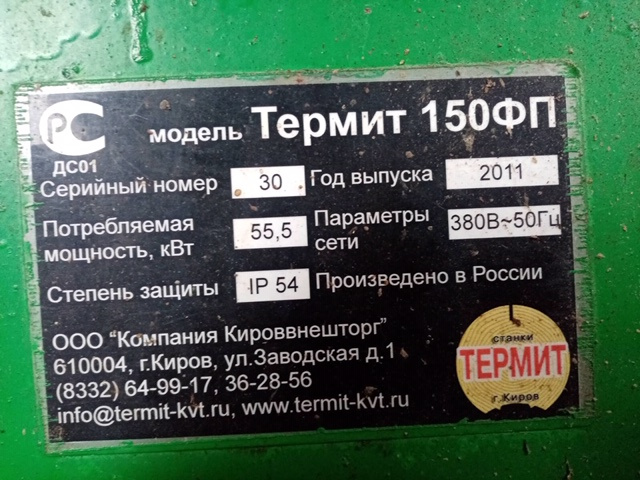 РС
ДС01
модель Термит 150ФП
Серийный номер 30 Год выпуска 2011
Потребляемая мощность, кВт 55,5 Параметры сети 380В~50Гц
Степень защиты IP 54 Произведено в России
ООО "Компания Кироввнешторг"
610004, г.Киров, ул.Заводская д.1
(8332) 64-99-17, 36-28-56
info@termit-kvt.ru, www.termit-kvt.ru
станки
ТЕРМИТ
г.Киров